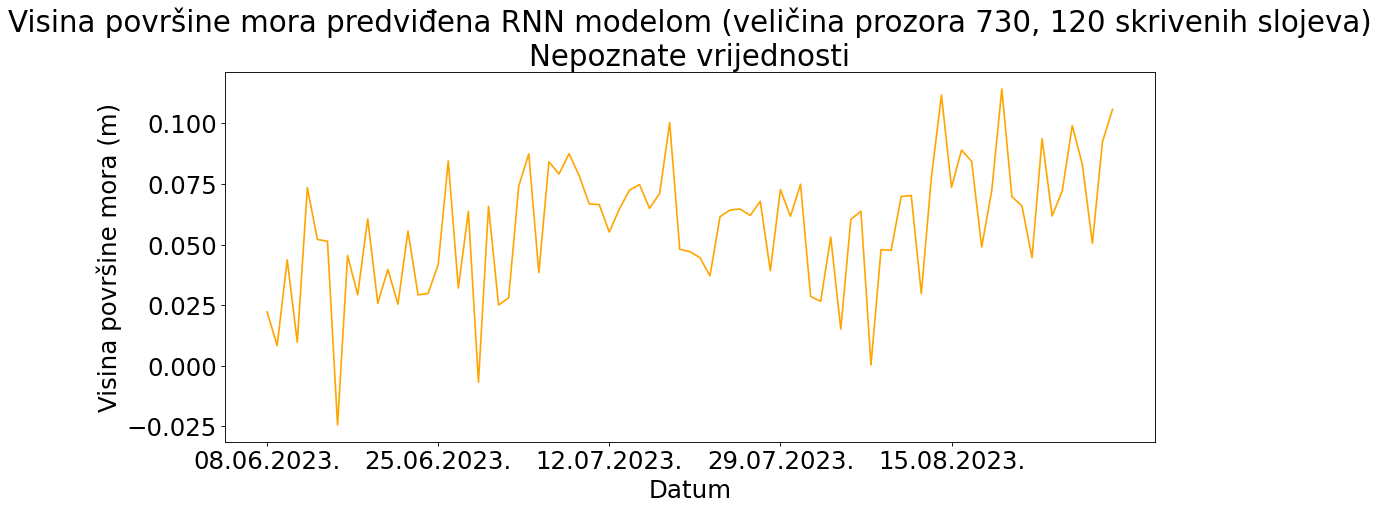 Visina površine mora predviđena RNN modelom (veličina prozora 730, 120 skrivenih slojeva)
Nepoznate vrijednosti
Visina površine mora (m)
0.100
0.075
0.050
0.025
0.000
−0.025
08.06.2023. 25.06.2023. 12.07.2023. 29.07.2023. 15.08.2023.
Datum